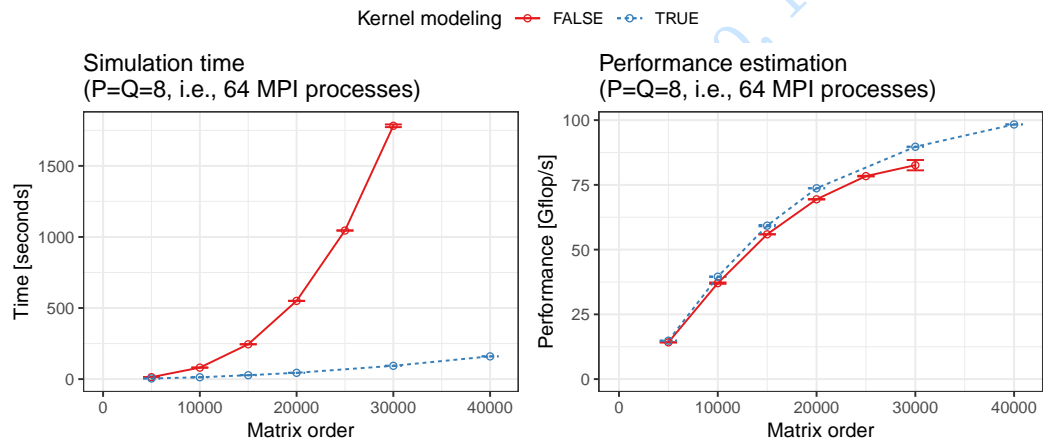 Kernel modeling FALSE TRUE
Simulation time
(P=Q=8, i.e., 64 MPI processes)
Time [seconds]
1500
1000
500
0
0 10000 20000 30000 40000
Matrix order
Performance estimation
(P=Q=8, i.e., 64 MPI processes)
Performance [Gflop/s]
100
75
50
25
0
0 10000 20000 30000 40000
Matrix order